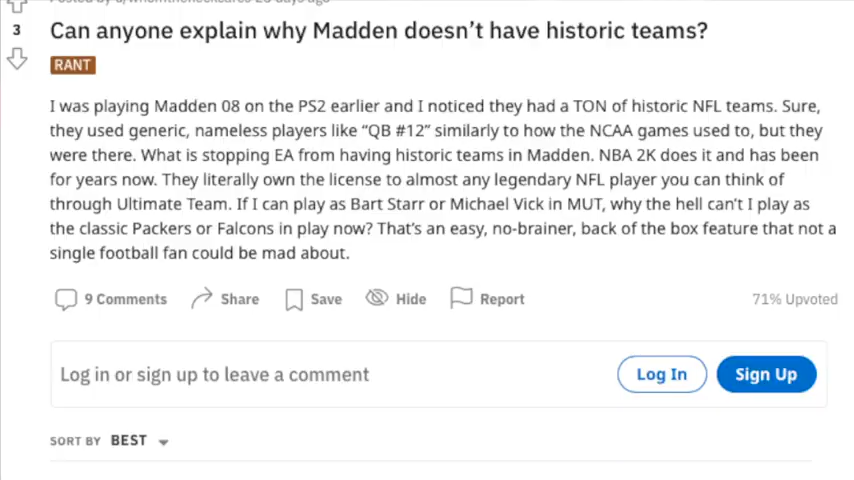 3
Can anyone explain why Madden doesn't have historic teams?
RANT
I was playing Madden 08 on the PS2 earlier and I noticed they had a TON of historic NFL teams. Sure,
they used generic, nameless players like “QB #12” similarly to how the NCAA games used to, but they
were there. What is stopping EA from having historic teams in Madden. NBA 2K does it and has been
for years now. They literally own the license to almost any legendary NFL player you can think of
through Ultimate Team. If I can play as Bart Starr or Michael Vick in MUT, why the hell can't I play as
the classic Packers or Falcons in play now? That's an easy, no-brainer, back of the box feature that not a
single football fan could be mad about.
9 Comments Share Save Hide Report 71% Upvoted
Log in or sign up to leave a comment Log In Sign Up
SORT BY BEST